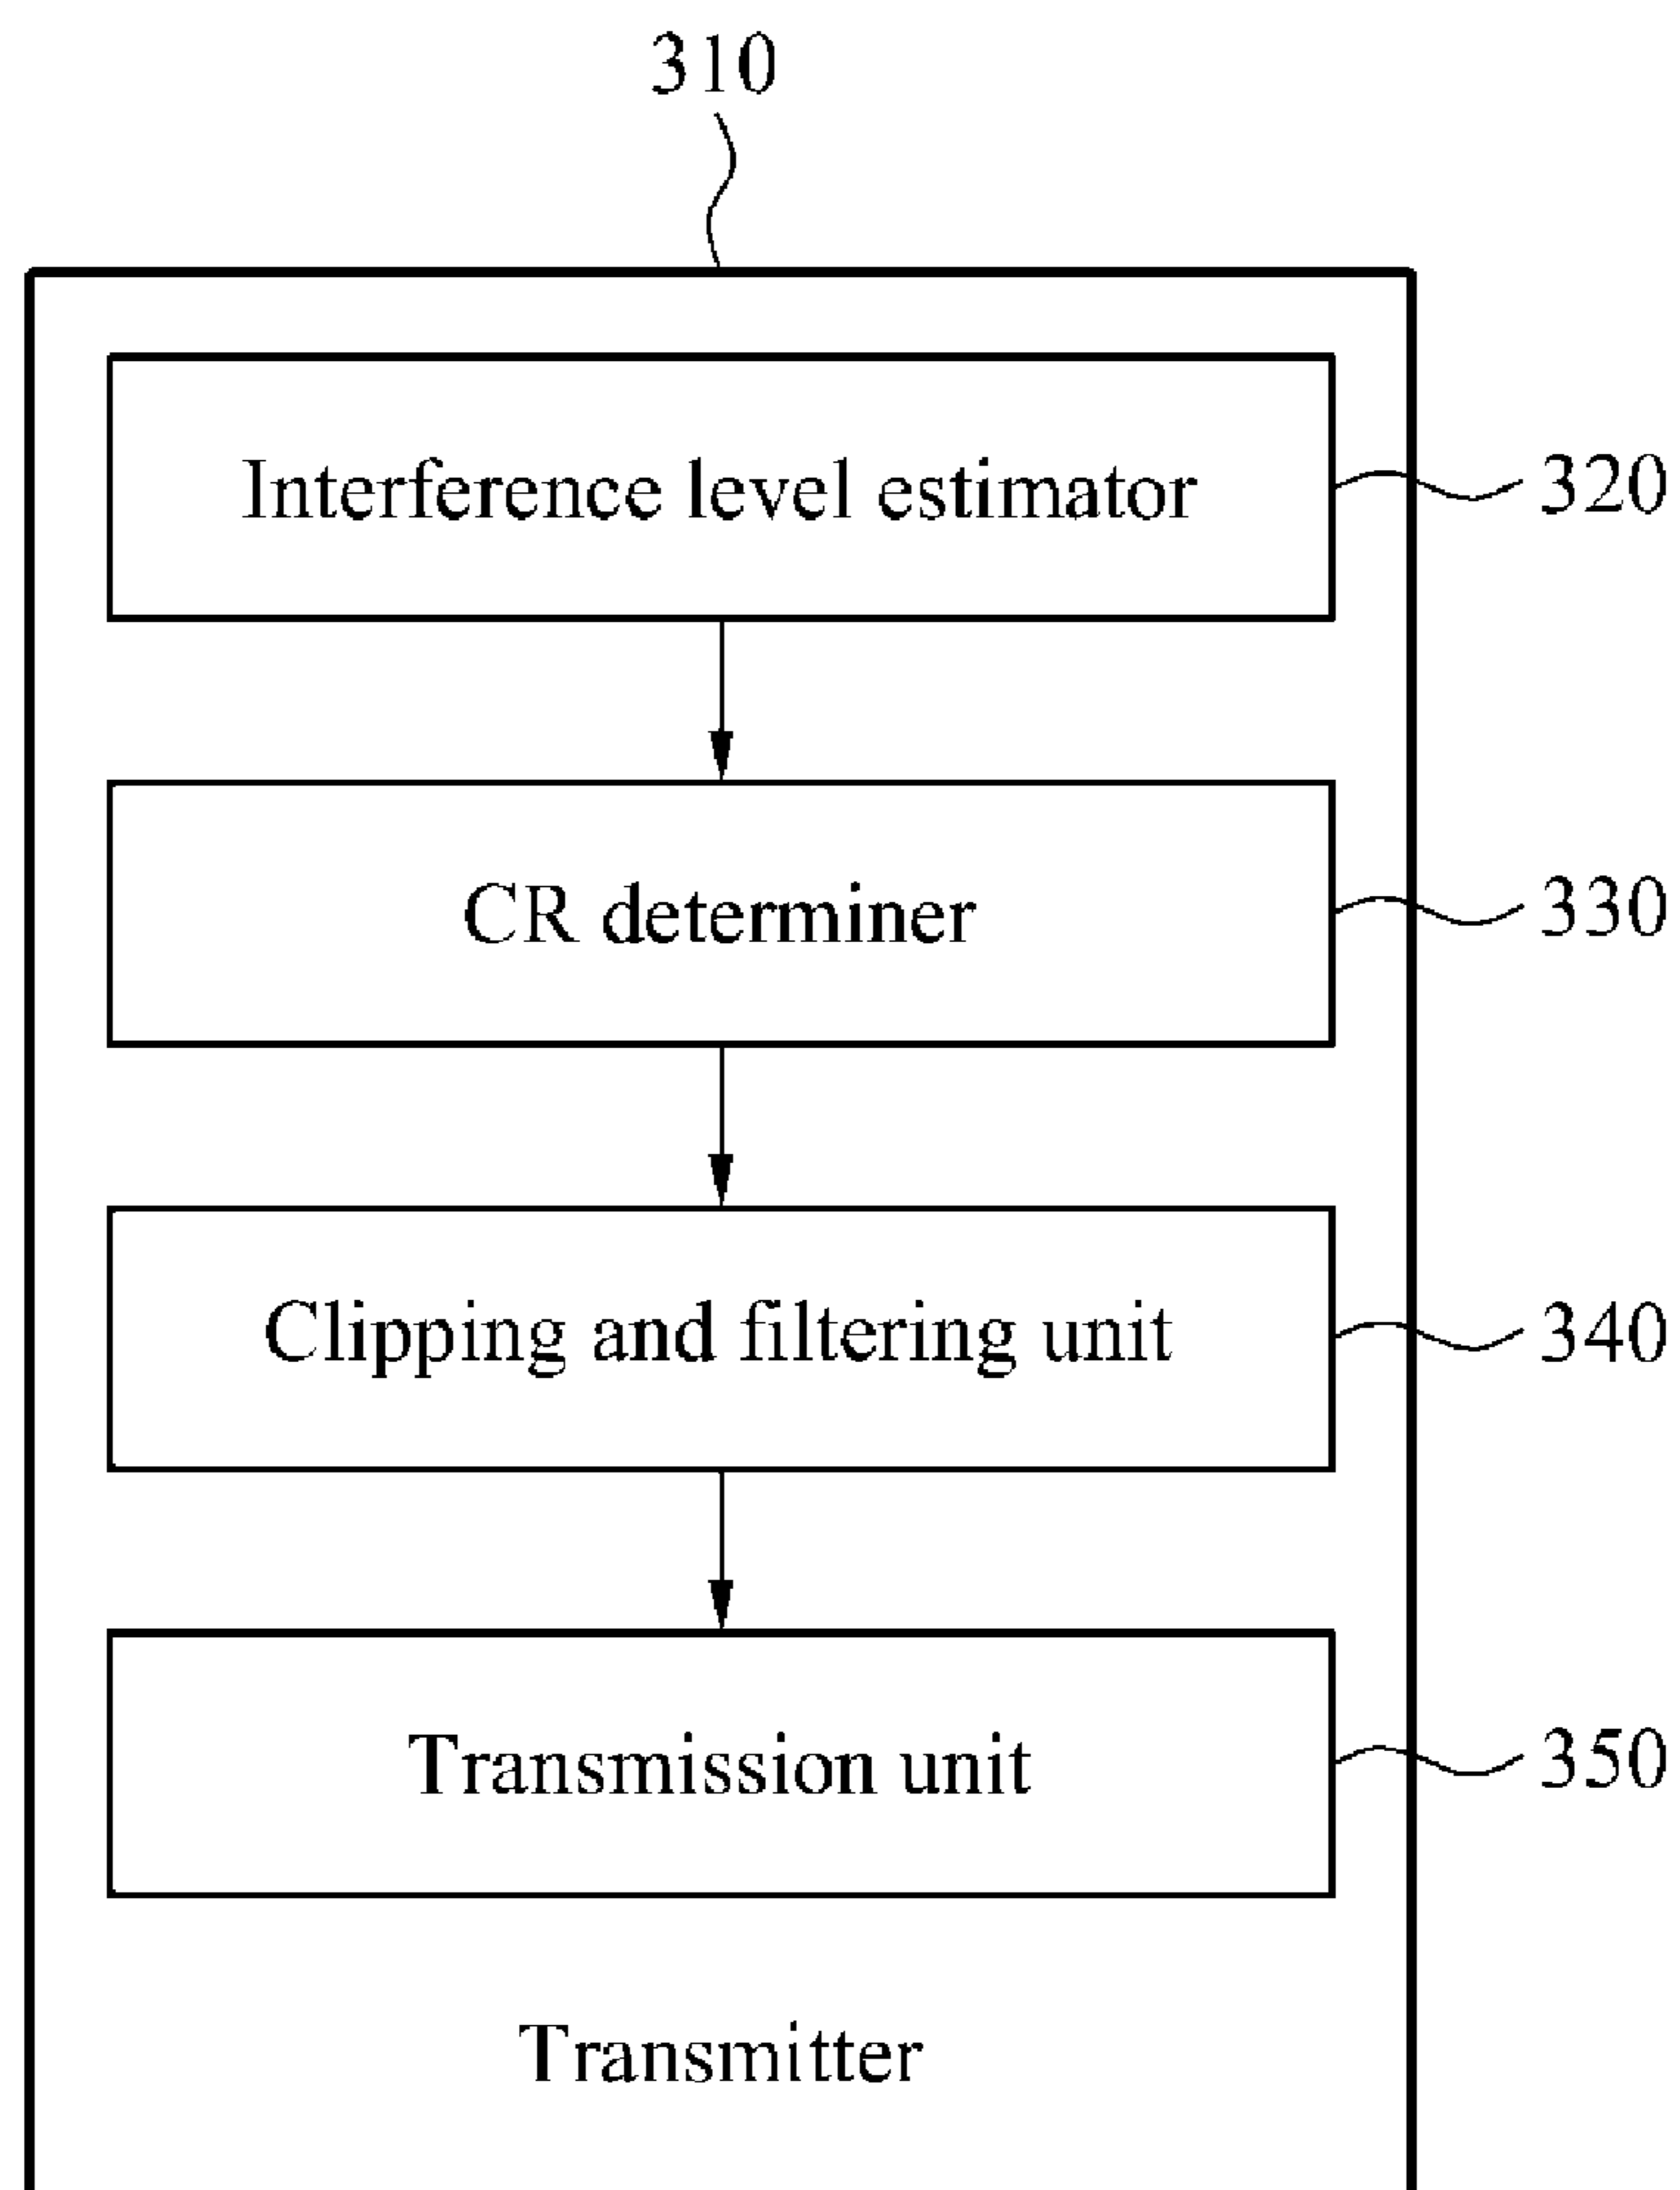 310
Interference level estimator
320
CR determiner
330
Clipping and filtering unit
340
Transmission unit
350
Transmitter